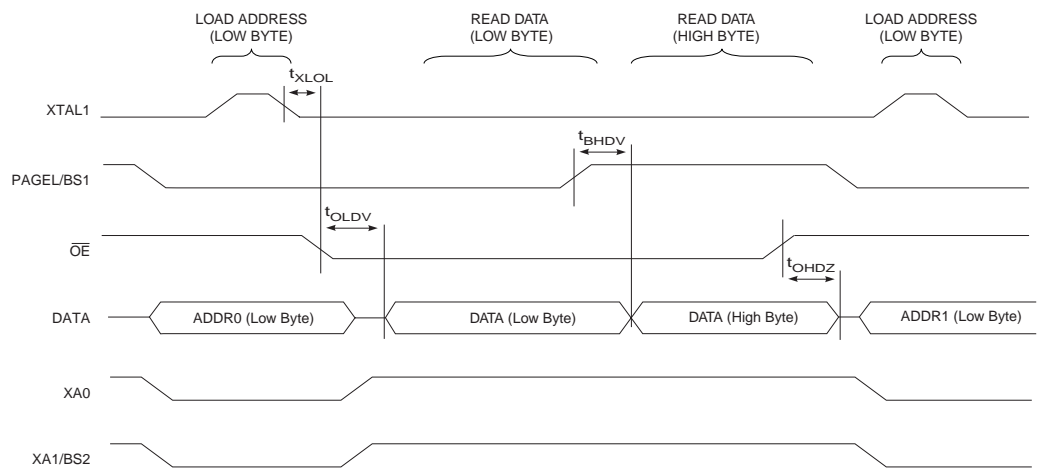 LOAD ADDRESS
(LOW BYTE)
READ DATA
(LOW BYTE)
READ DATA
(HIGH BYTE)
LOAD ADDRESS
(LOW BYTE)
tXLOL
XTAL1
tBHDV
PAGEL/BS1
tOLDV
OE
tOHDZ
DATA
ADDR0 (Low Byte)
DATA (Low Byte)
DATA (High Byte)
ADDR1 (Low Byte)
XA0
XA1/BS2